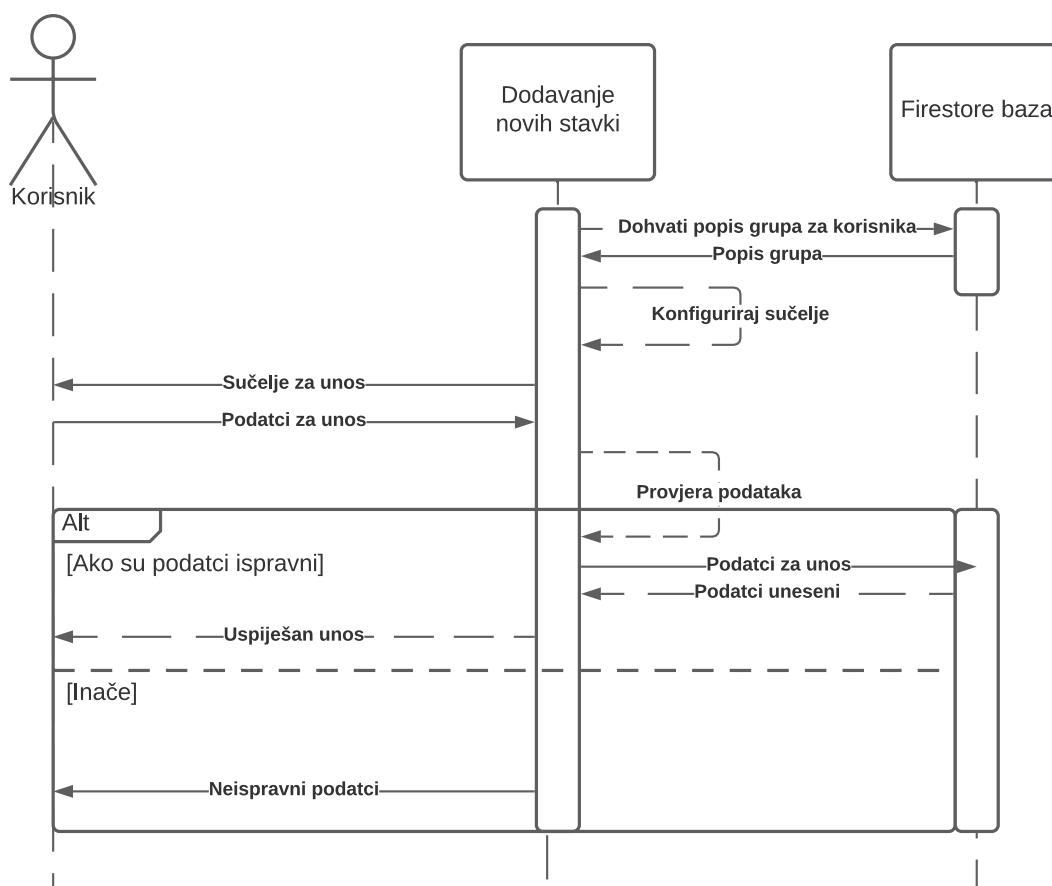 Dodavanje
novih stavki
Firestore baza
Korisnik
Dohvati popis grupa za korisnika
Popis grupa
Konfiguriraj sučelje
Sučelje za unos
Podatci za unos
Provjera podataka
Alt
[Ako su podatci ispravni]
Podatci za unos
Podatci uneseni
Uspiješan unos
[Inače]
Neispravni podatci